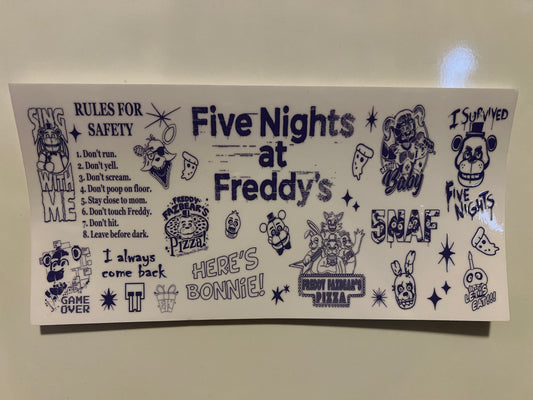 SING
WITH
ME
RULES FOR
SAFETY
1. Don't run.
2. Don't yell.
3. Don't scream.
4. Don't poop on floor.
5. Stay close to mom.
6. Don't touch Freddy.
7. Don't hit.
8. Leave before dark.
Five Nights
at
Freddy's
Baby
I SURVIVED
FIVE
NIGHTS
FREDDY
FAZBEAR'S
Pizza
5NAF
I always
come back
HERE'S
BONNiE!
GAME
OVER
FREDDY FAZBEAR'S
PIZZA
LET'S
EAT!!!